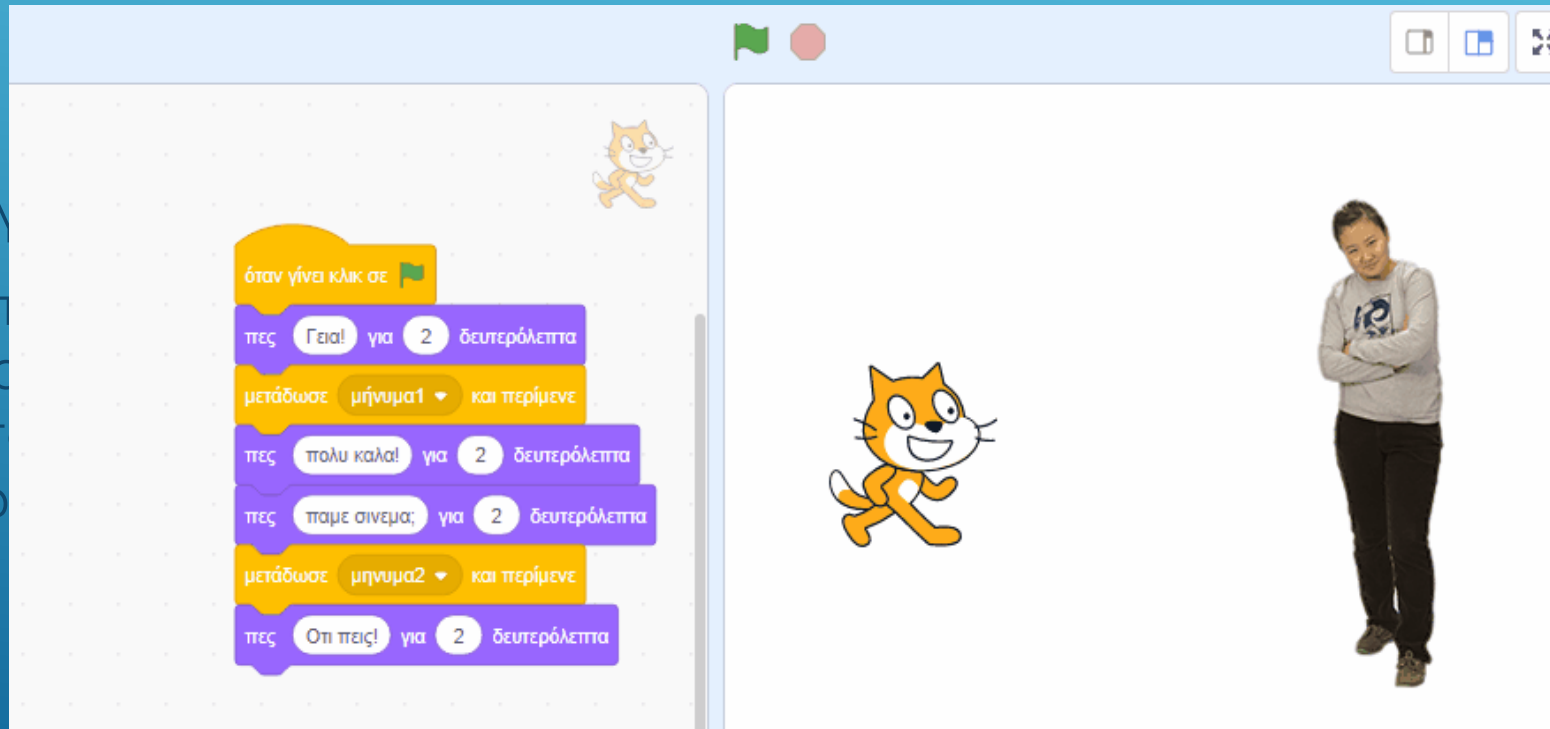 όταν γίνει κλικ σε
πες Γεια! για 2 δευτερόλεπτα
μετάδωσε μήνυμα1 και περίμενε
πες πολυ καλα! για 2 δευτερόλεπτα
πες παμε σινεμα; για 2 δευτερόλεπτα
μετάδωσε μηνυμα2 και περίμενε
πες Οτι πεις! για 2 δευτερόλεπτα